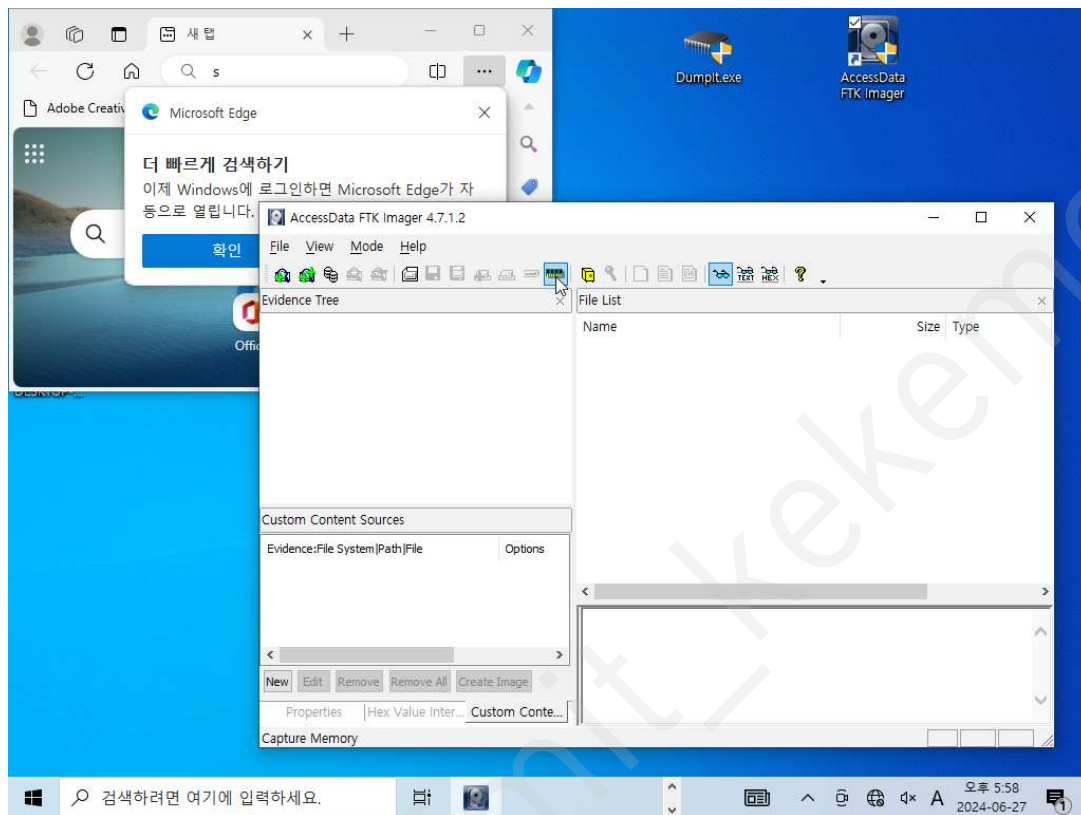 새 탭
s
Adobe Creativ
Microsoft Edge
더 빠르게 검색하기
이제 Windows에 로그인하면 Microsoft Edge가 자
동으로 열립니다.
확인
Offic
DumpIt.exe
AccessData
FTK Imager
AccessData FTK Imager 4.7.1.2
File View Mode Help
TEXT HEX
Evidence Tree
File List
Name Size Type
Custom Content Sources
Evidence:File System|Path|File Options
New Edit Remove Remove All Create Image
Properties Hex Value Inter... Custom Conte...
Capture Memory
검색하려면 여기에 입력하세요.
A
오후 5:58
2024-06-27
1